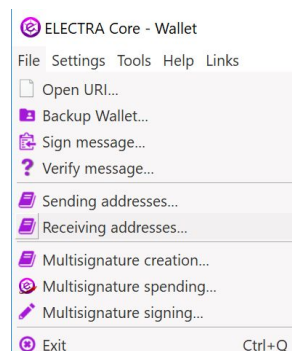 ELECTRA Core - Wallet
File Settings Tools Help Links
Open URI...
Backup Wallet...
Sign message...
Verify message...
Sending addresses...
Receiving addresses...
Multisignature creation...
Multisignature spending...
Multisignature signing...
Exit Ctrl+Q